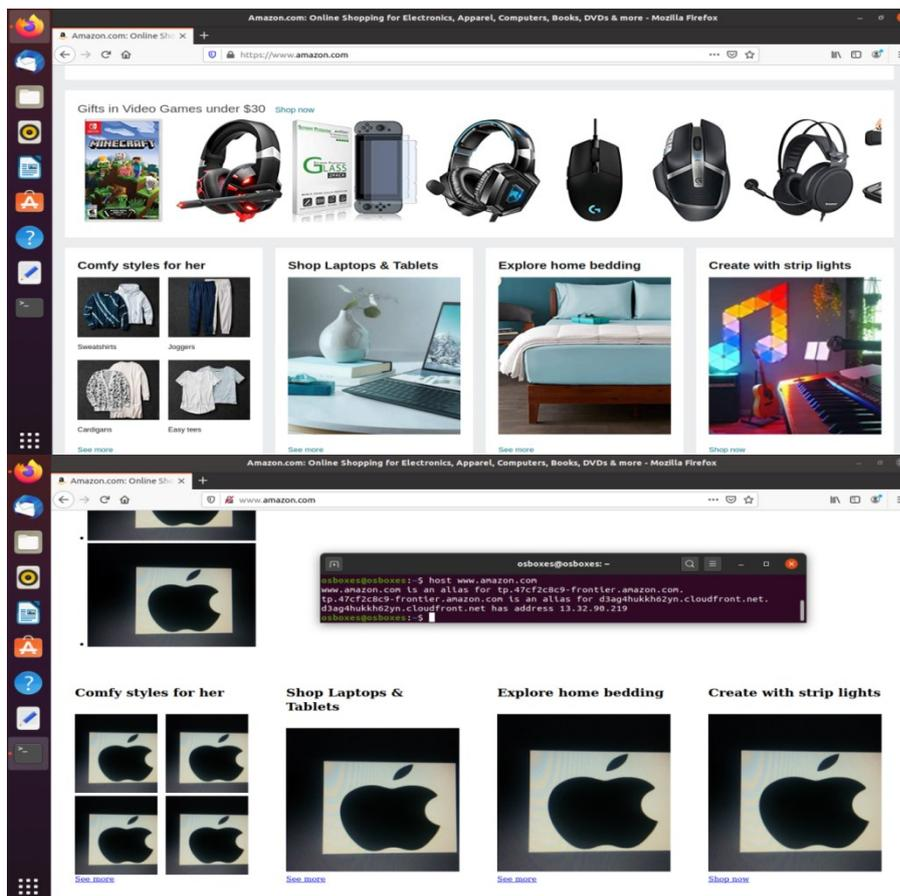 Amazon.com: Online Shopping for Electronics, Apparel, Computers, Books, DVDs & more - Mozilla Firefox
Amazon.com: Online Sho
https://www.amazon.com
Gifts in Video Games under $30 Shop now
MINECRAFT
GLASS
G
Comfy styles for her
Shop Laptops & Tablets
Explore home bedding
Create with strip lights
Sweatshirts
Joggers
Cardigans
Easy tees
See more
See more
See more
Shop now
Amazon.com: Online Shopping for Electronics, Apparel, Computers, Books, DVDs & more - Mozilla Firefox
Amazon.com: Online Sho
www.amazon.com
osboxes@osboxes: ~
osboxes@osboxes:~$ host www.amazon.com
www.amazon.com is an alias for tp.47cf2c8c9-frontier.amazon.com.
tp.47cf2c8c9-frontier.amazon.com is an alias for d3ag4hukkh62yn.cloudfront.net.
d3ag4hukkh62yn.cloudfront.net has address 13.32.90.219
osboxes@osboxes:~$
Comfy styles for her
Shop Laptops &
Tablets
Explore home bedding
Create with strip lights
See more
See more
See more
Shop now